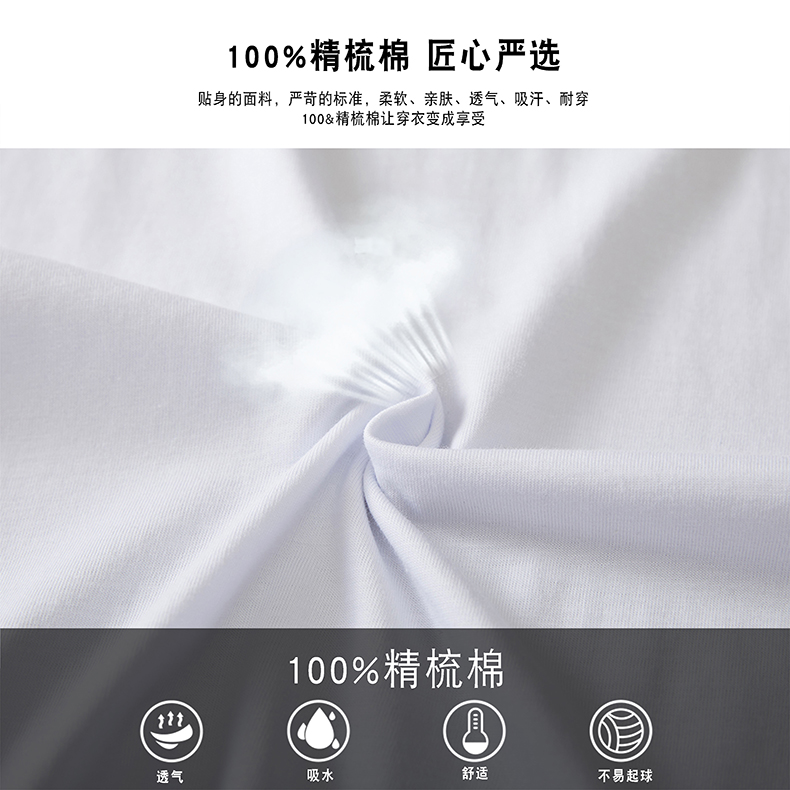 100%精梳棉 匠心严选
贴身的面料，严苛的标准，柔软、亲肤、透气、吸汗、耐穿
100&精梳棉让穿衣变成享受
100%精梳棉
透气 吸水 舒适 不易起球